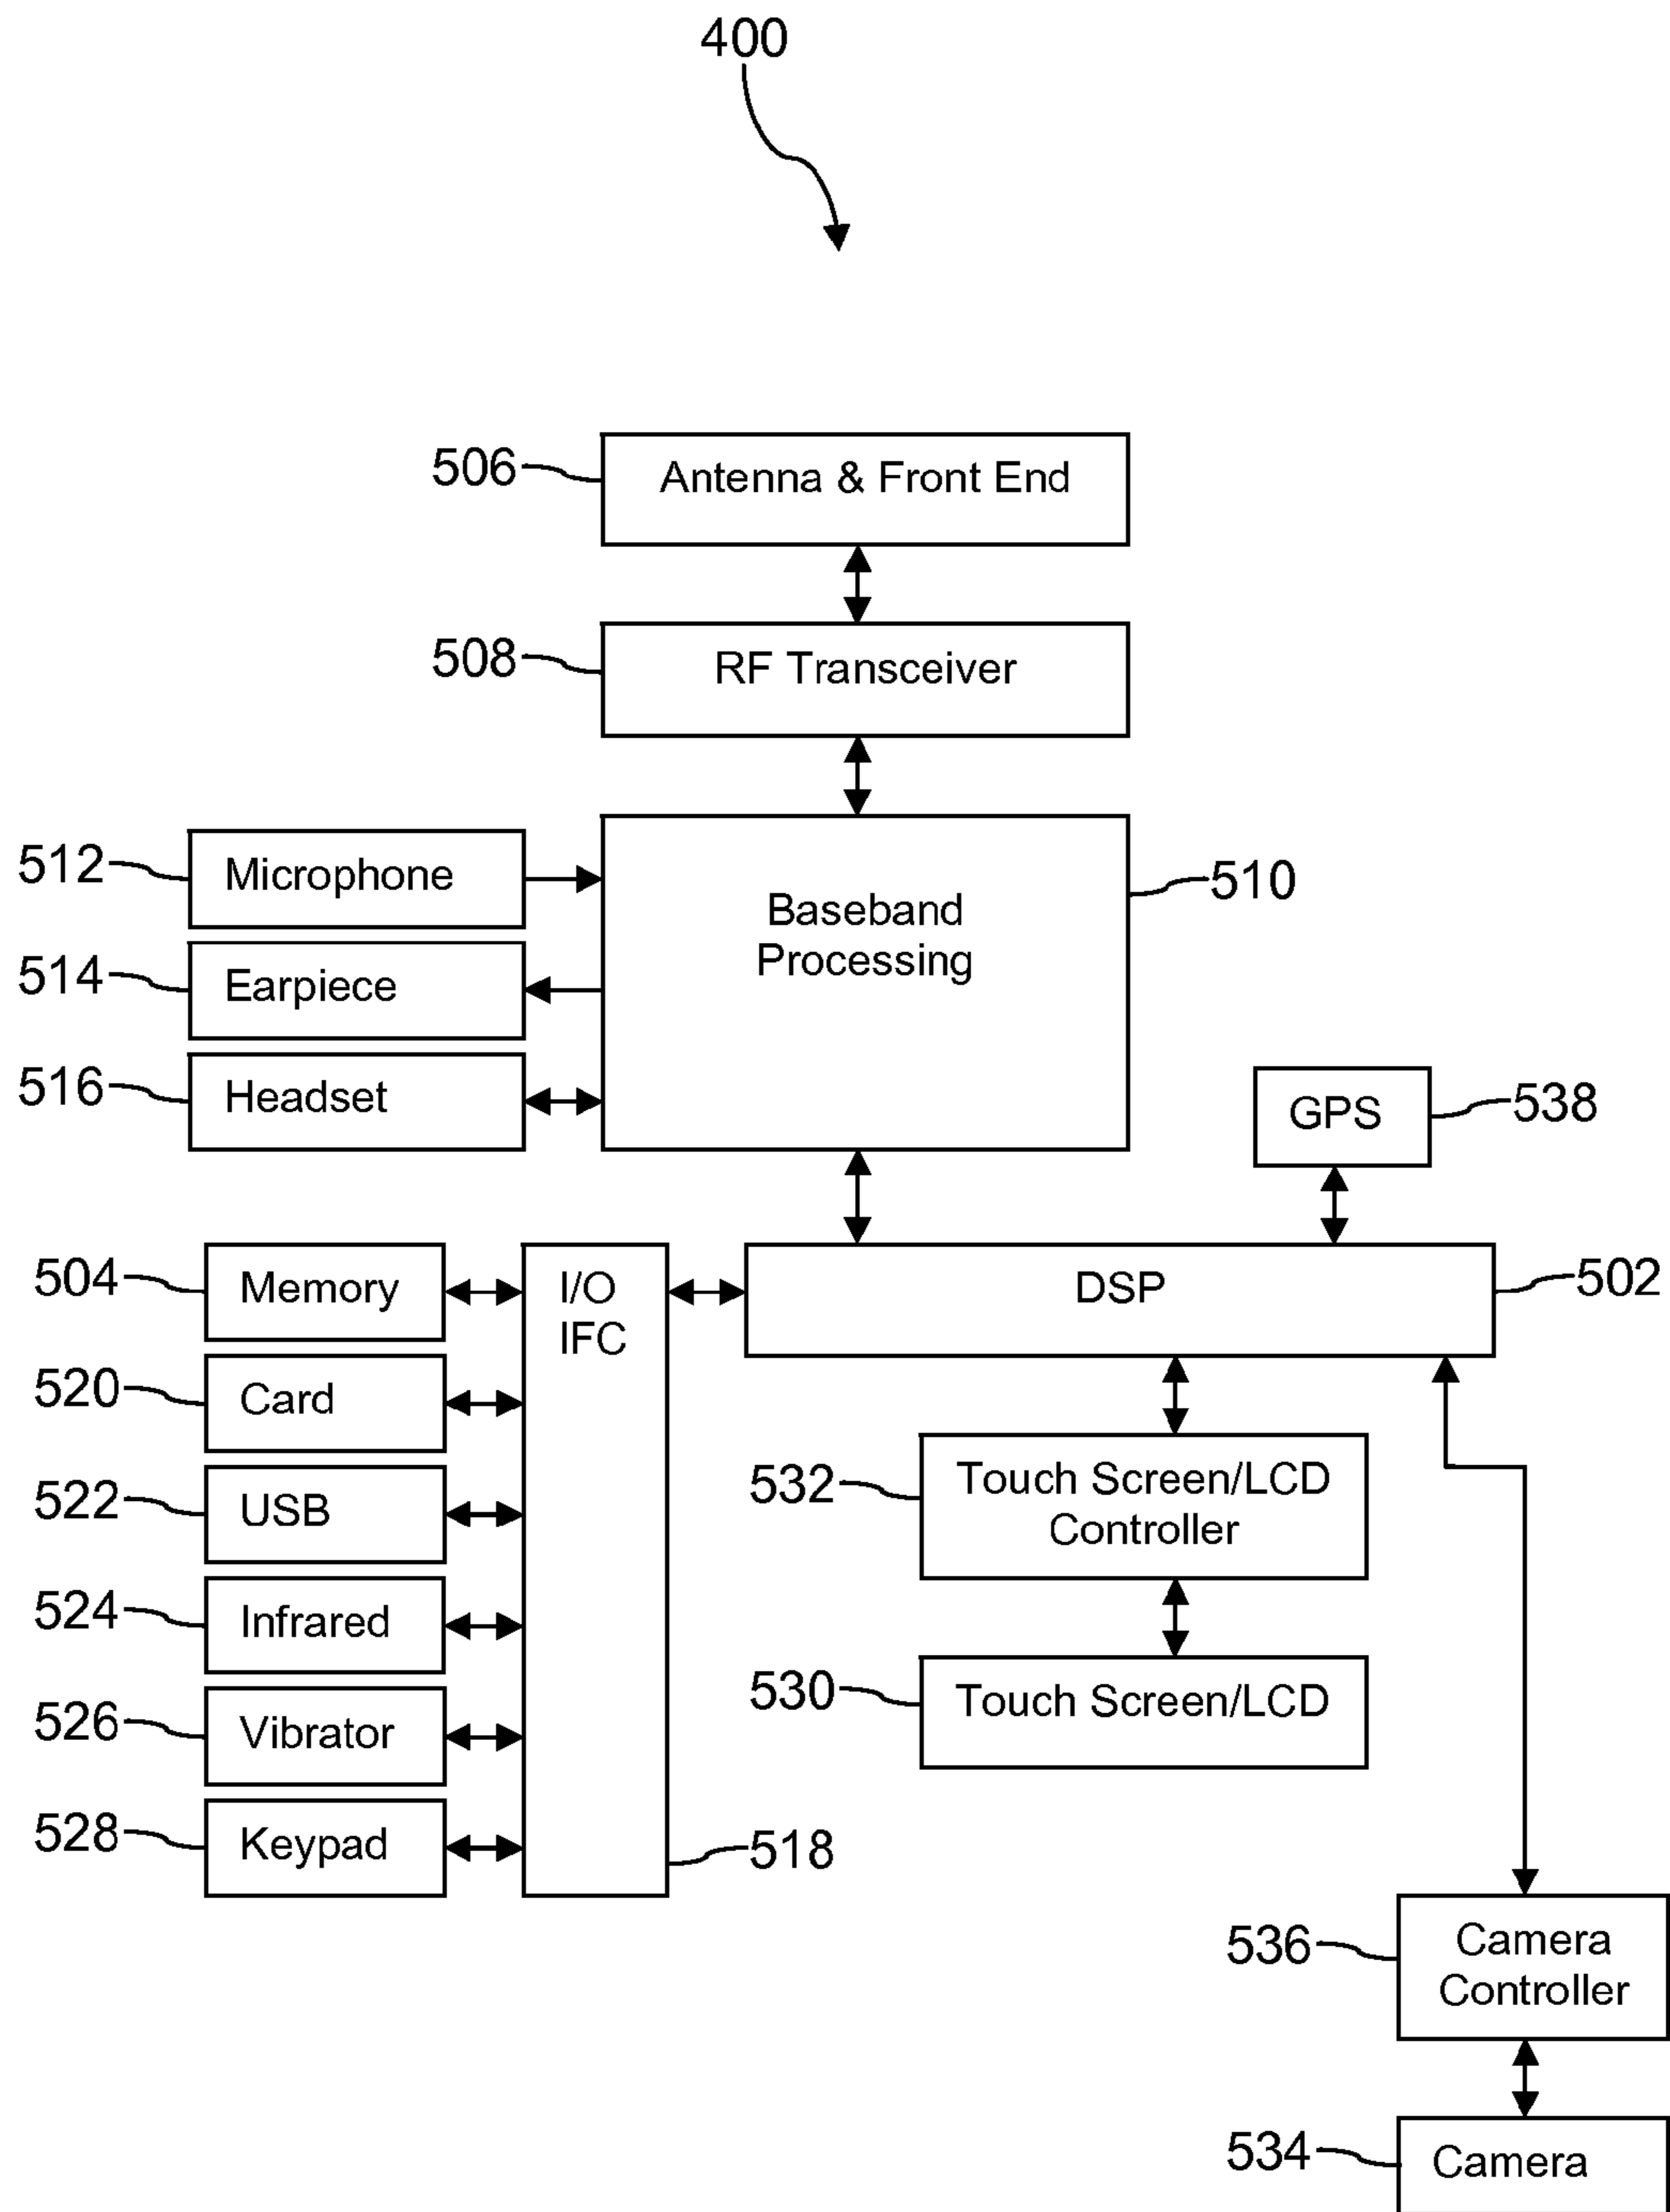 400
506
Antenna & Front End
508
RF Transceiver
512
Microphone
Baseband
Processing
510
514
Earpiece
516
Headset
GPS
538
504
Memory
I/O
IFC
DSP
502
520
Card
522
USB
532
Touch Screen/LCD
Controller
524
Infrared
526
Vibrator
530
Touch Screen/LCD
528
Keypad
518
536
Camera
Controller
534
Camera